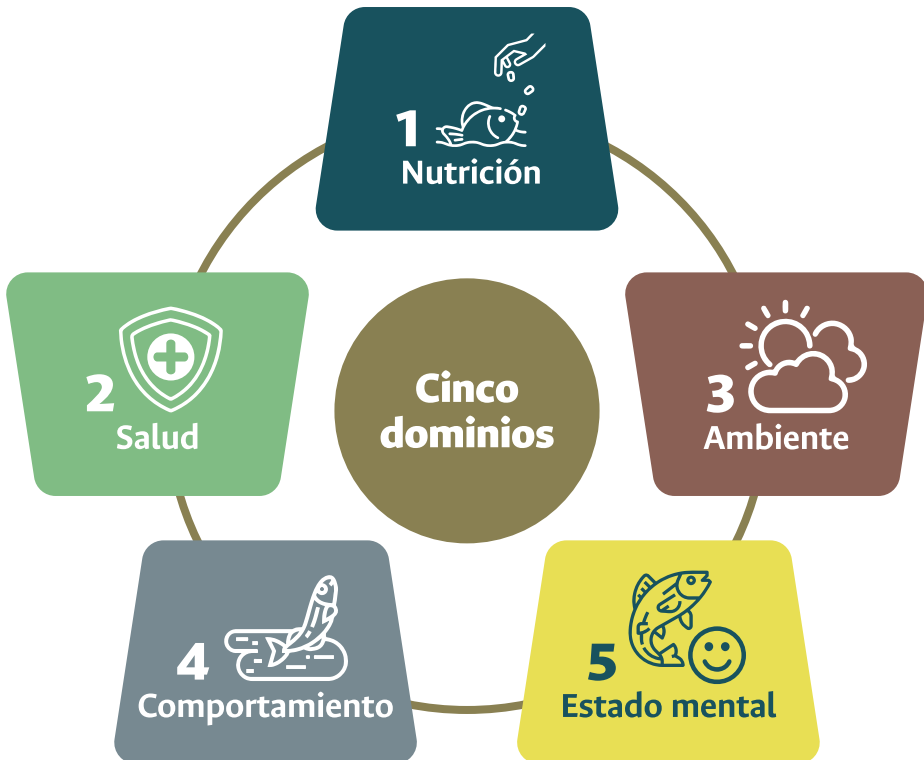 1
Nutrición
2
Salud
3
Ambiente
Cinco
dominios
4
Comportamiento
5
Estado mental